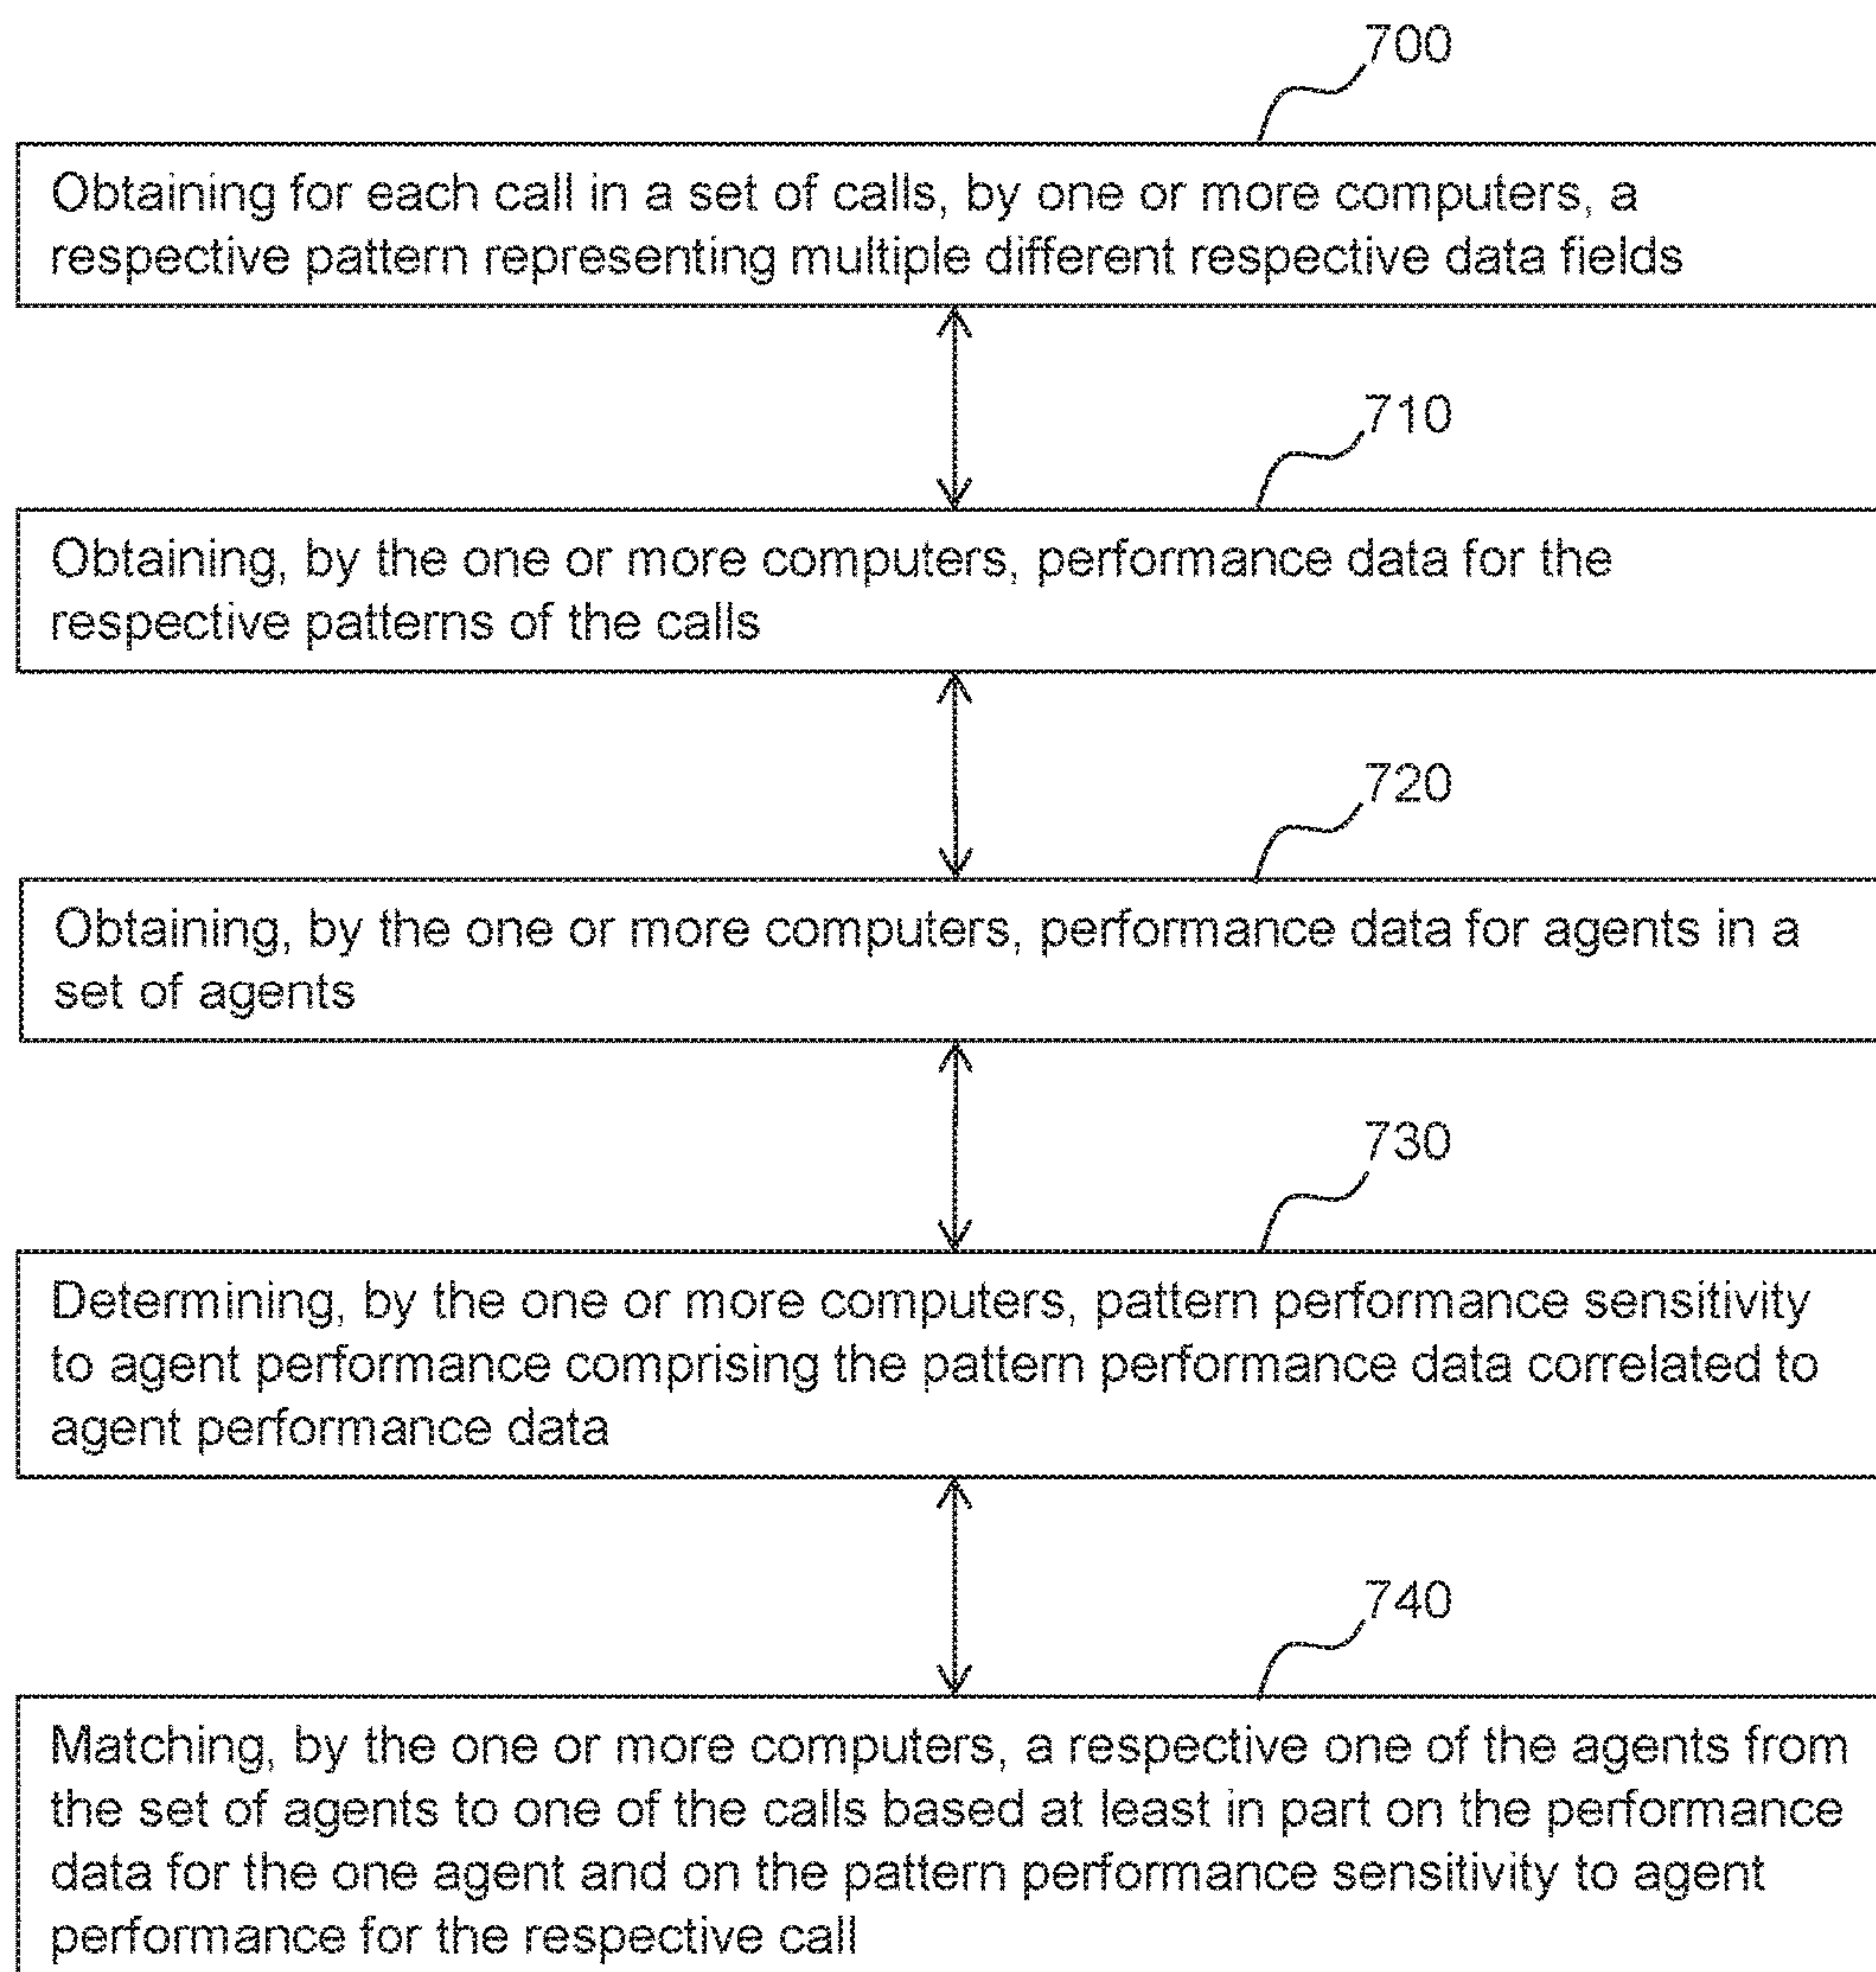 700
Obtaining for each call in a set of calls, by one or more computers, a
respective pattern representing multiple different respective data fields
710
Obtaining, by the one or more computers, performance data for the
respective patterns of the calls
720
Obtaining, by the one or more computers, performance data for agents in a
set of agents
730
Determining, by the one or more computers, pattern performance sensitivity
to agent performance comprising the pattern performance data correlated to
agent performance data
740
Matching, by the one or more computers, a respective one of the agents from
the set of agents to one of the calls based at least in part on the performance
data for the one agent and on the pattern performance sensitivity to agent
performance for the respective call